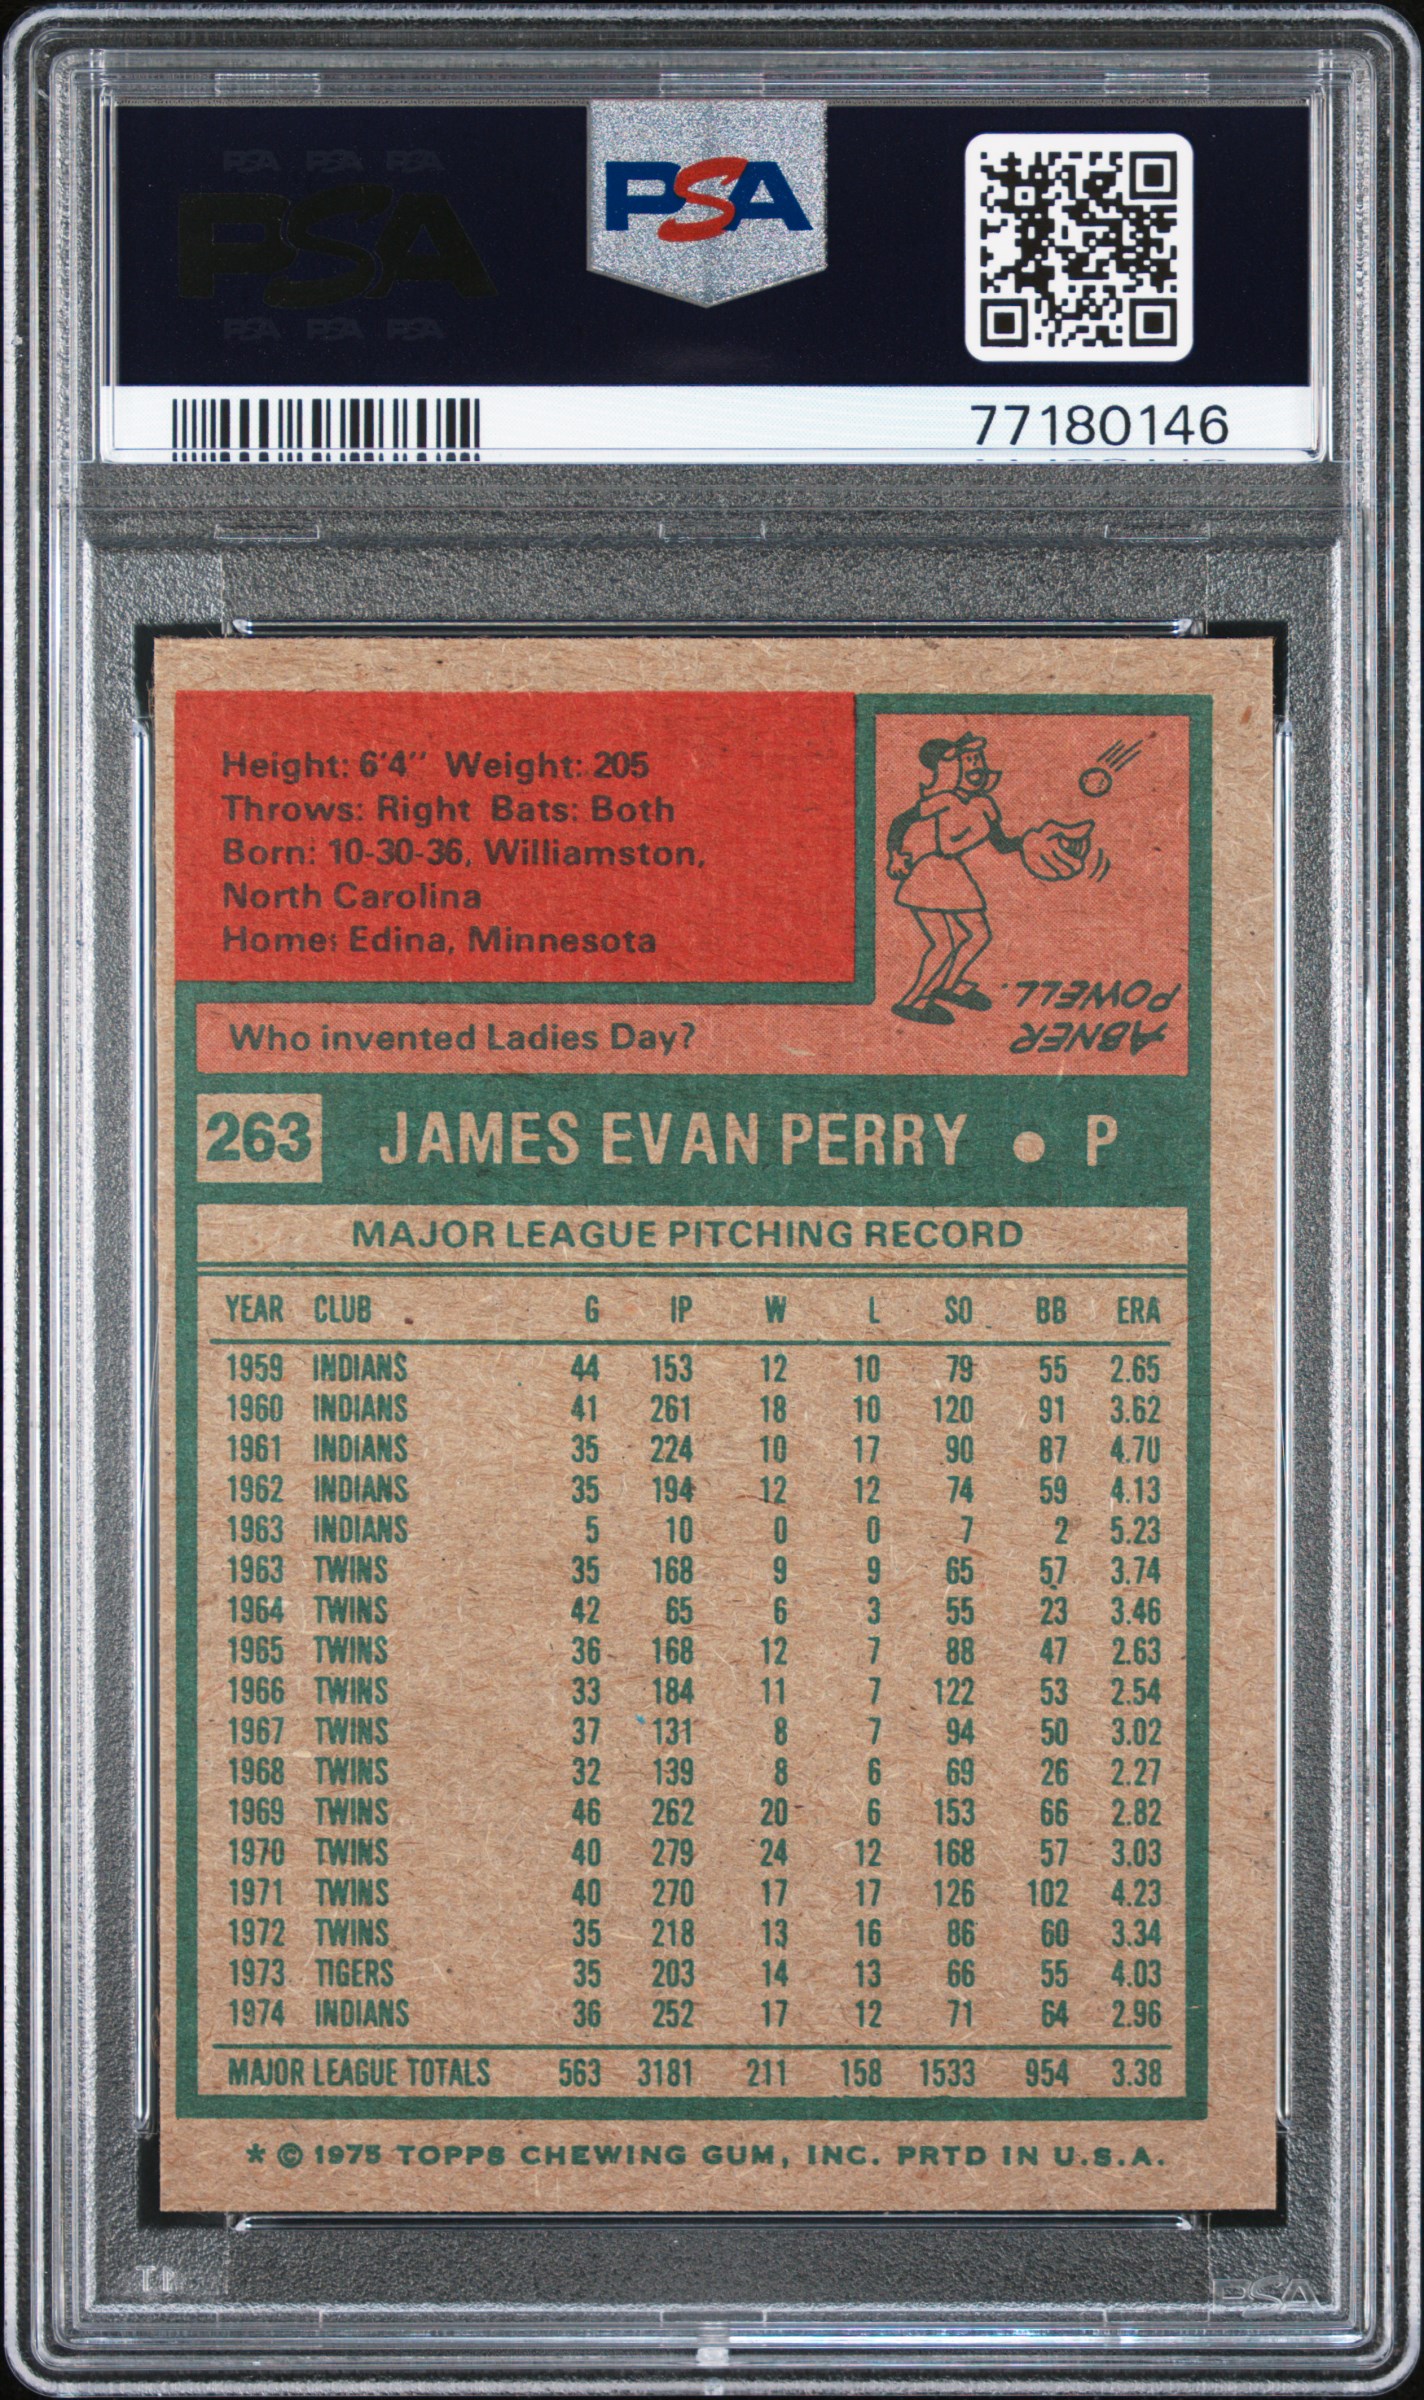 PSA PSA PSA
PSA
PSA PSA PSA
PSA
77180146
Height: 6'4" Weight: 205
Throws: Right Bats: Both
Born: 10-30-36, Williamston,
North Carolina
Home: Edina, Minnesota
Who invented Ladies Day?
ABNER
POWELL.
263 JAMES EVAN PERRY ● P
MAJOR LEAGUE PITCHING RECORD
YEAR CLUB G IP W L SO BB ERA
1959 INDIANS 44 153 12 10 79 55 2.65
1960 INDIANS 41 261 18 10 120 91 3.62
1961 INDIANS 35 224 10 17 90 87 4.70
1962 INDIANS 35 194 12 12 74 59 4.13
1963 INDIANS 5 10 0 0 7 2 5.23
1963 TWINS 35 168 9 9 65 57 3.74
1964 TWINS 42 65 6 3 55 23 3.46
1965 TWINS 36 168 12 7 88 47 2.63
1966 TWINS 33 184 11 7 122 53 2.54
1967 TWINS 37 131 8 7 94 50 3.02
1968 TWINS 32 139 8 6 69 26 2.27
1969 TWINS 46 262 20 6 153 66 2.82
1970 TWINS 40 279 24 12 168 57 3.03
1971 TWINS 40 270 17 17 126 102 4.23
1972 TWINS 35 218 13 16 86 60 3.34
1973 TIGERS 35 203 14 13 66 55 4.03
1974 INDIANS 36 252 17 12 71 64 2.96
MAJOR LEAGUE TOTALS 563 3181 211 158 1533 954 3.38
* © 1975 TOPPS CHEWING GUM, INC. PRTD IN U.S.A.
PSA